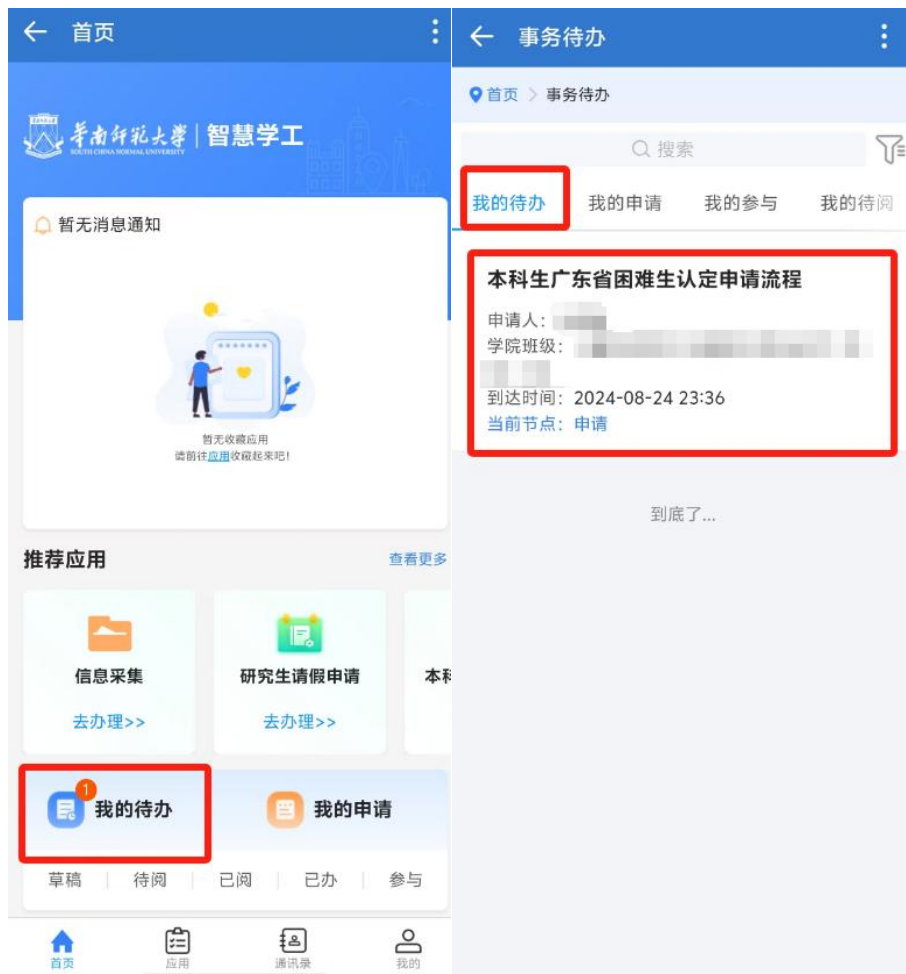 首页
华南师范大学
SOUTH CHINA NORMAL UNIVERSITY
智慧学工
暂无消息通知
暂无收藏应用
请前往应用收藏起来吧！
推荐应用
查看更多
信息采集
去办理>>
研究生请假申请
去办理>>
本科
1
我的待办
我的申请
草稿
待阅
已阅
已办
参与
首页
应用
通讯录
我的
事务待办
首页 > 事务待办
搜索
我的待办
我的申请
我的参与
我的待阅
本科生广东省困难生认定申请流程
申请人：
学院班级：
到达时间：2024-08-24 23:36
当前节点：申请
到底了...